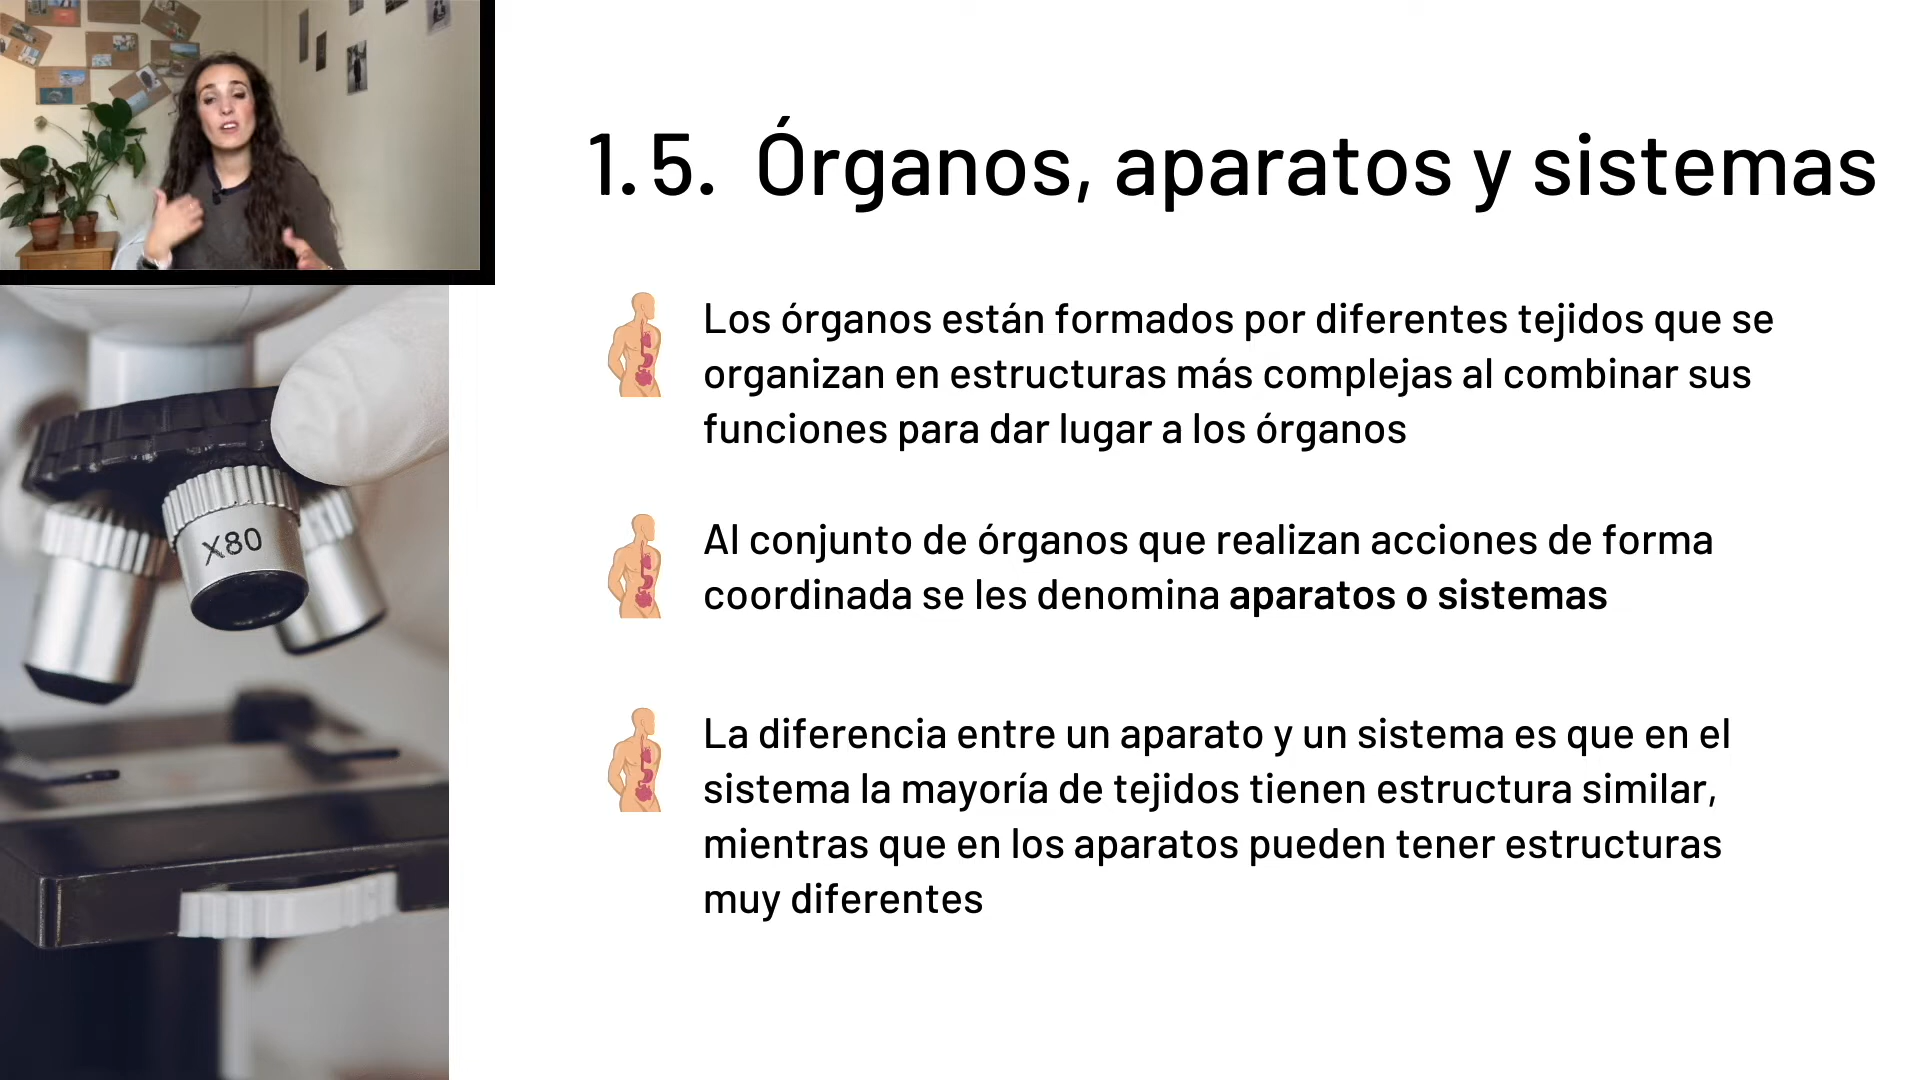 1.5. Órganos, aparatos y sistemas
Los órganos están formados por diferentes tejidos que se
organizan en estructuras más complejas al combinar sus
funciones para dar lugar a los órganos
Al conjunto de órganos que realizan acciones de forma
coordinada se les denomina aparatos o sistemas
La diferencia entre un aparato y un sistema es que en el
sistema la mayoría de tejidos tienen estructura similar,
mientras que en los aparatos pueden tener estructuras
muy diferentes
X80